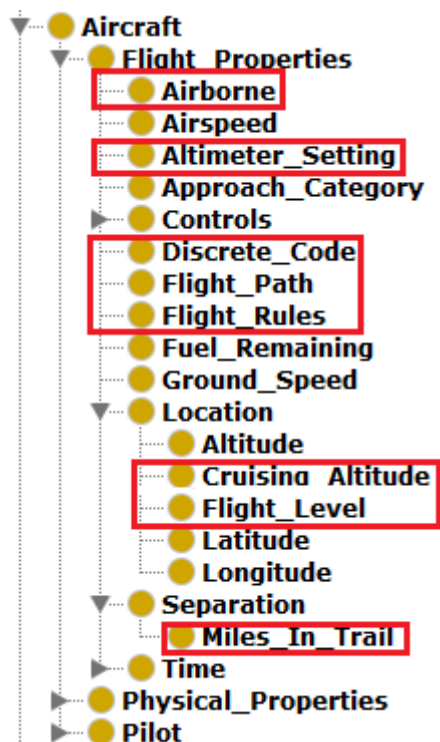 Aircraft
Flight_Properties
Airborne
Airspeed
Altimeter_Setting
Approach_Category
Controls
Discrete_Code
Flight_Path
Flight_Rules
Fuel_Remaining
Ground_Speed
Location
Altitude
Cruising_Altitude
Flight_Level
Latitude
Longitude
Separation
Miles_In_Trail
Time
Physical_Properties
Pilot